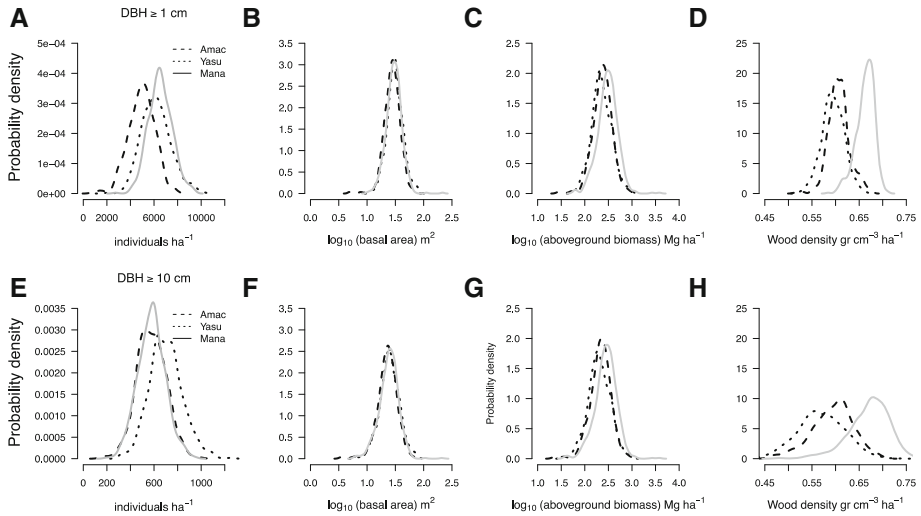 A
DBH ≥ 1 cm
B
C
D
Probability density
5e−04
4e−04
3e−04
2e−04
1e−04
0e+00
Amac
Yasu
Mana
0 2000 6000 10000
individuals ha⁻¹
3.5
3.0
2.5
2.0
1.5
1.0
0.5
0.0
0.0 0.5 1.0 1.5 2.0 2.5
log₁₀ (basal area) m²
2.5
2.0
1.5
1.0
0,5
0.0
1.0 1.5 2.0 2.5 3.0 3.5 4.0
log₁₀ (aboveground biomass) Mg ha⁻¹
25
20
15
10
5
0
0.45 0.55 0.65 0.75
Wood density gr cm⁻³ ha⁻¹
E
DBH ≥ 10 cm
F
G
H
Probability density
0.0035
0.0030
0.0025
0.0020
0.0015
0.0010
0.0005
0.0000
Amac
Yasu
Mana
200 600 1000
individuals ha⁻¹
3.5
3.0
2.5
2.0
1.5
1.0
0.5
0.0
0.0 0.5 1.0 1.5 2.0 2.5
log₁₀ (basal area) m²
Probability density
2.5
2.0
1.5
1.0
0.5
0.0
1.0 1.5 2.0 2.5 3.0 3.5 4.0
log₁₀ (aboveground biomass) Mg ha⁻¹
25
20
15
10
5
0
0.45 0.55 0.65 0.75
Wood density gr cm⁻³ ha⁻¹